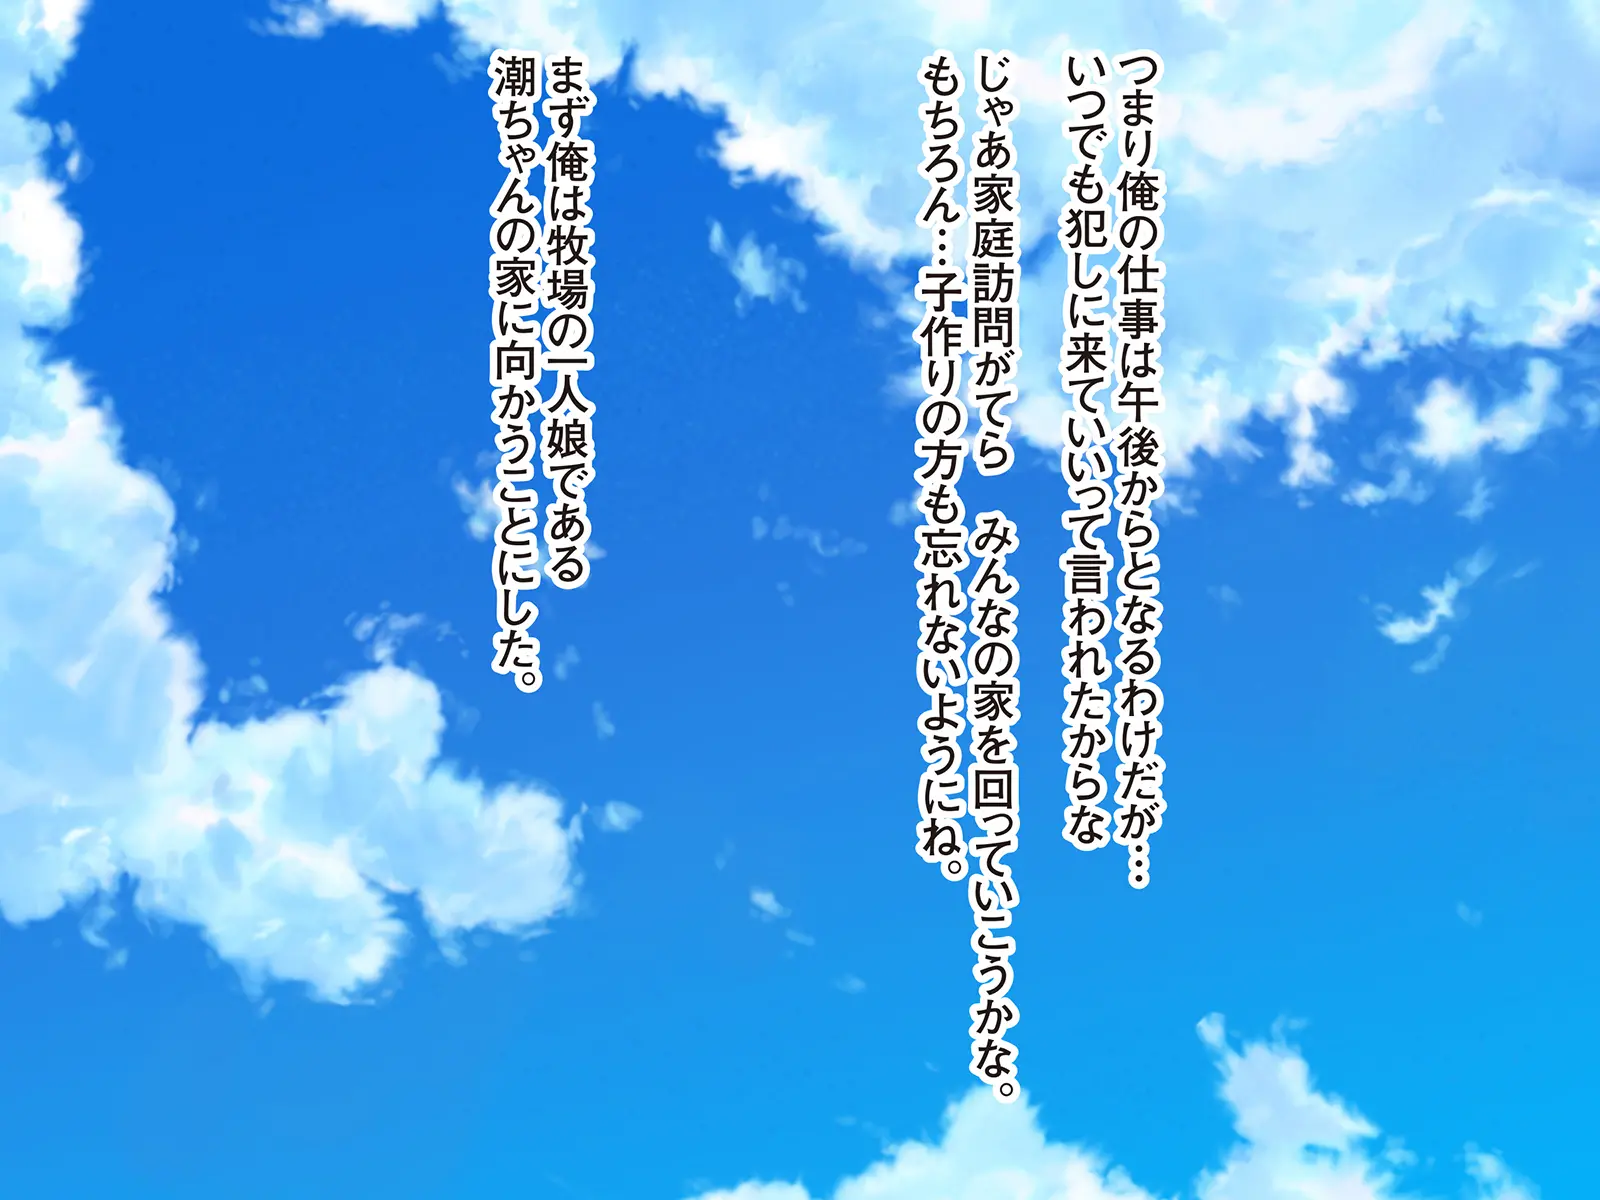 つまり俺の仕事は午後からとなるわけだが…
いつでも犯しに来ていいって言われたからな
じゃあ家庭訪問がてら　みんなの家を回っていこうかな。
もちろん…子作りの方も忘れないようにね。
まず俺は牧場の一人娘である
潮ちゃんの家に向かうことにした。